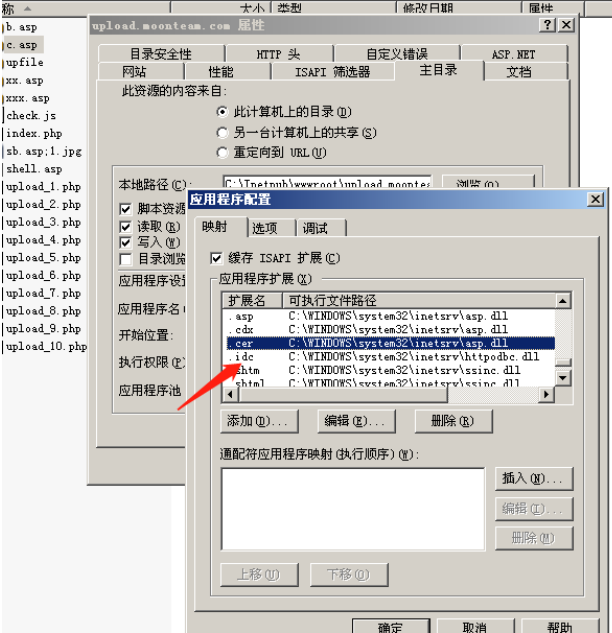 称 大小 类型 修改日期 属性
b.asp
c.asp
upfile
xx.asp
xxx.asp
check.js
index.php
sb.asp;1.jpg
shell.asp
upload_1.php
upload_2.php
upload_3.php
upload_4.php
upload_5.php
upload_6.php
upload_7.php
upload_8.php
upload_9.php
upload_10.php
upload.moonteam.com 属性
目录安全性 HTTP 头 自定义错误 ASP.NET
网站 性能 ISAPI 筛选器 主目录 文档
此资源的内容来自:
此计算机上的目录(D)
另一台计算机上的共享(S)
重定向到 URL(U)
本地路径(C): C:\Inetpub\wwwroot\upload.moontea 浏览(O)
脚本资源
读取(R)
写入(W)
目录浏览
应用程序设
应用程序名
开始位置:
执行权限(P)
应用程序池
应用程序配置
映射 选项 调试
缓存 ISAPI 扩展(C)
应用程序扩展(X)
扩展名 可执行文件路径
.asp C:\WINDOWS\system32\inetsrv\asp.dll
.cdx C:\WINDOWS\system32\inetsrv\asp.dll
.cer C:\WINDOWS\system32\inetsrv\asp.dll
.idc C:\WINDOWS\system32\inetsrv\httpodbc.dll
.shtm C:\WINDOWS\system32\inetsrv\ssinc.dll
.shtml C:\WINDOWS\system32\inetsrv\ssinc.dll
添加(D)... 编辑(E)... 删除(R)
通配符应用程序映射(执行顺序)(W):
插入(N)...
编辑(I)...
删除(M)
上移(U) 下移(O)
确定 取消 帮助